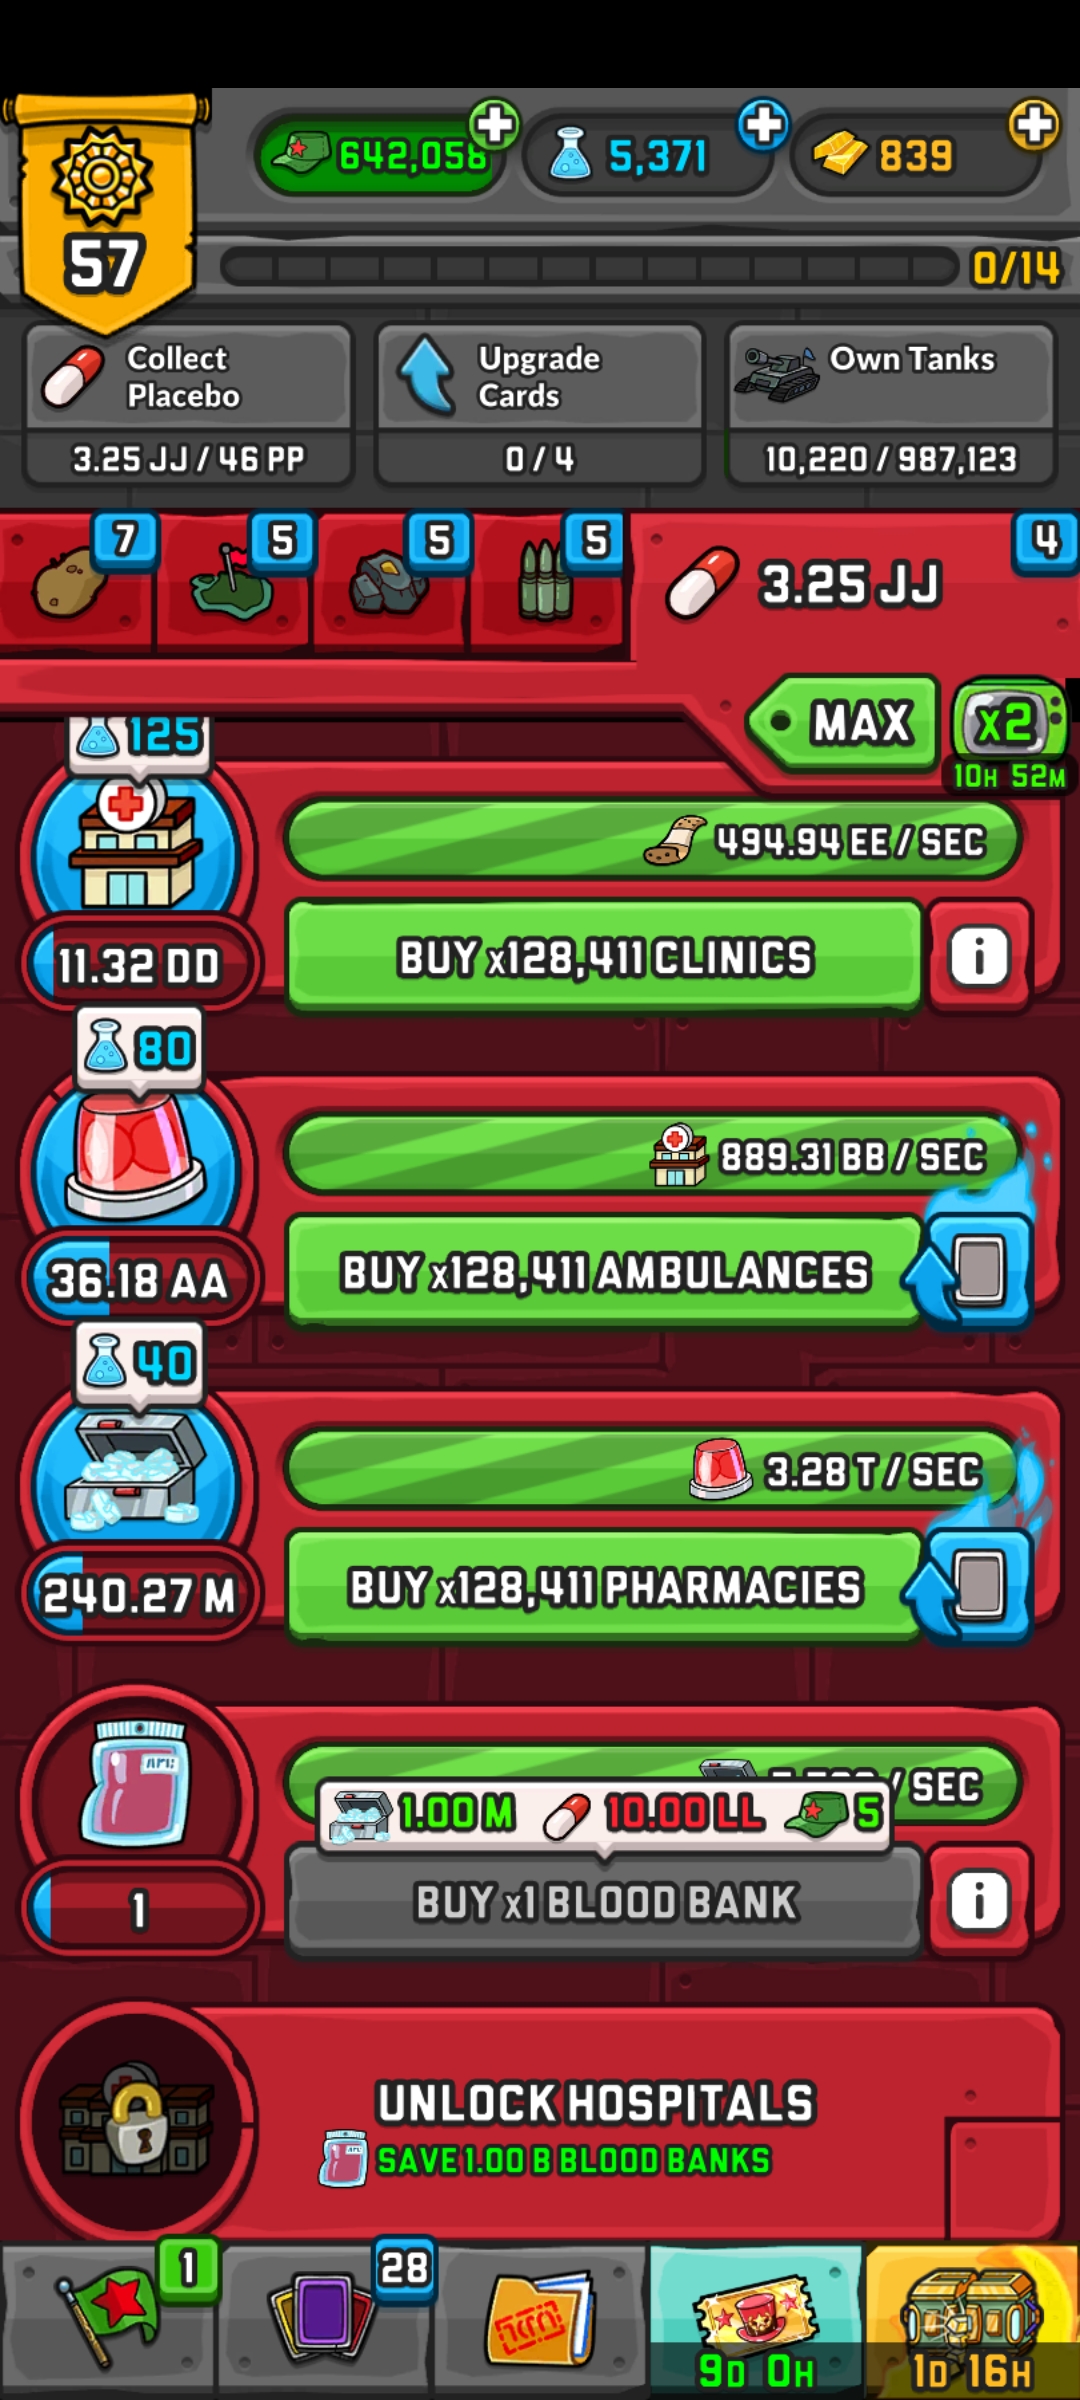 642,058
5,371
839
57
0/14
Collect
Placebo
Upgrade
Cards
Own Tanks
3.25 JJ / 46 PP
0 / 4
10,220 / 987,123
7
5
5
5
3.25 JJ
4
MAX
x2
10H 52M
125
494.94 EE / SEC
11.32 DD
BUY x128,411 CLINICS
i
80
889.31 BB / SEC
36.18 AA
BUY x128,411 AMBULANCES
40
3.28 T / SEC
240.27 M
BUY x128,411 PHARMACIES
/ SEC
1.00 M
10.00 LL
5
1
BUY x1 BLOOD BANK
i
UNLOCK HOSPITALS
SAVE 1.00 B BLOOD BANKS
1
28
9D 0H
1D 16H